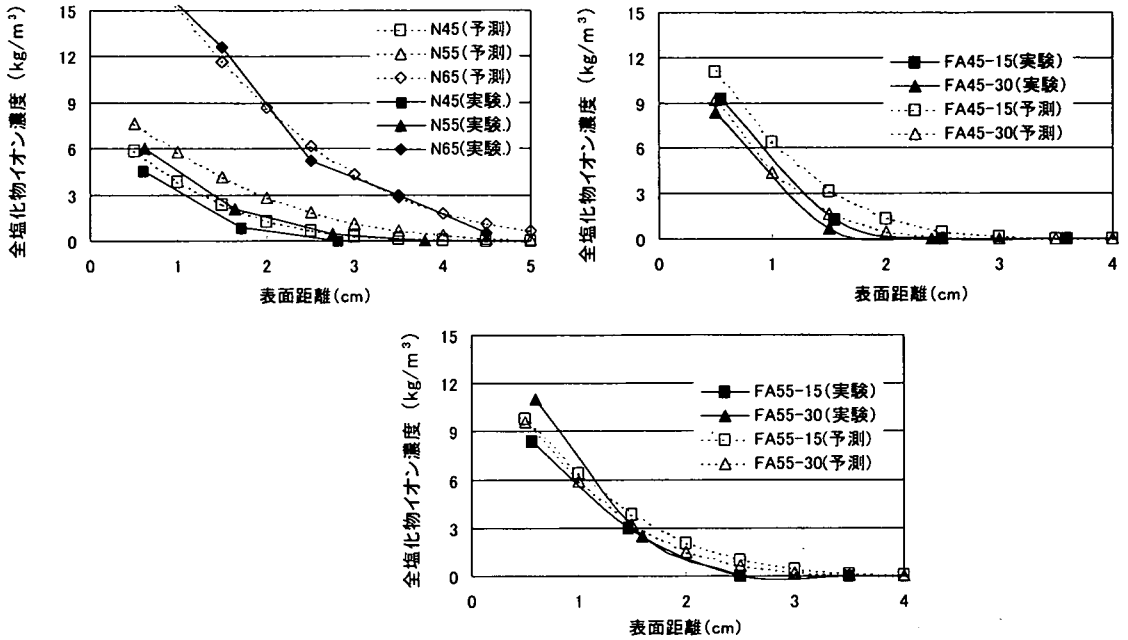 全塩化物イオン濃度 (kg/m³)
15
12
9
6
3
0
0 1 2 3 4 5
表面距離(cm)
N45(予測)
N55(予測)
N65(予測)
N45(実験.)
N55(実験.)
N65(実験.)
全塩化物イオン濃度 (kg/m³)
15
12
9
6
3
0
0 1 2 3 4
表面距離(cm)
FA45-15(実験)
FA45-30(実験)
FA45-15(予測)
FA45-30(予測)
全塩化物イオン濃度 (kg/m³)
15
12
9
6
3
0
0 1 2 3 4
表面距離(cm)
FA55-15(実験)
FA55-30(実験)
FA55-15(予測)
FA55-30(予測)